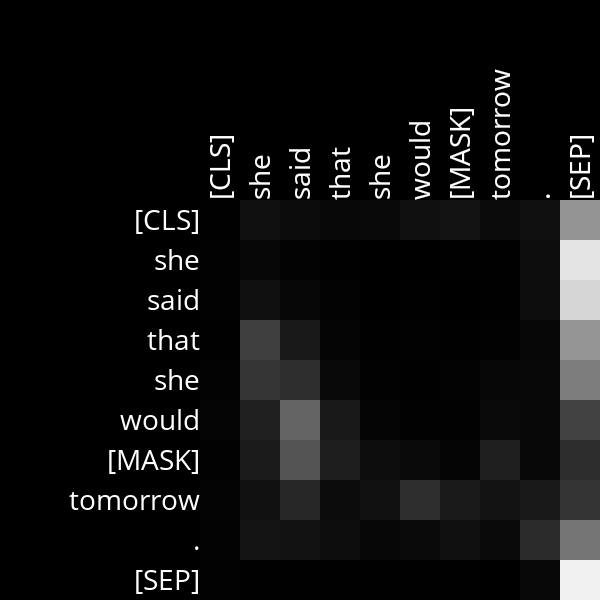 [CLS]
she
said
that
she
would
[MASK]
tomorrow
.
[SEP]
[CLS]
she
said
that
she
would
[MASK]
tomorrow
.
[SEP]